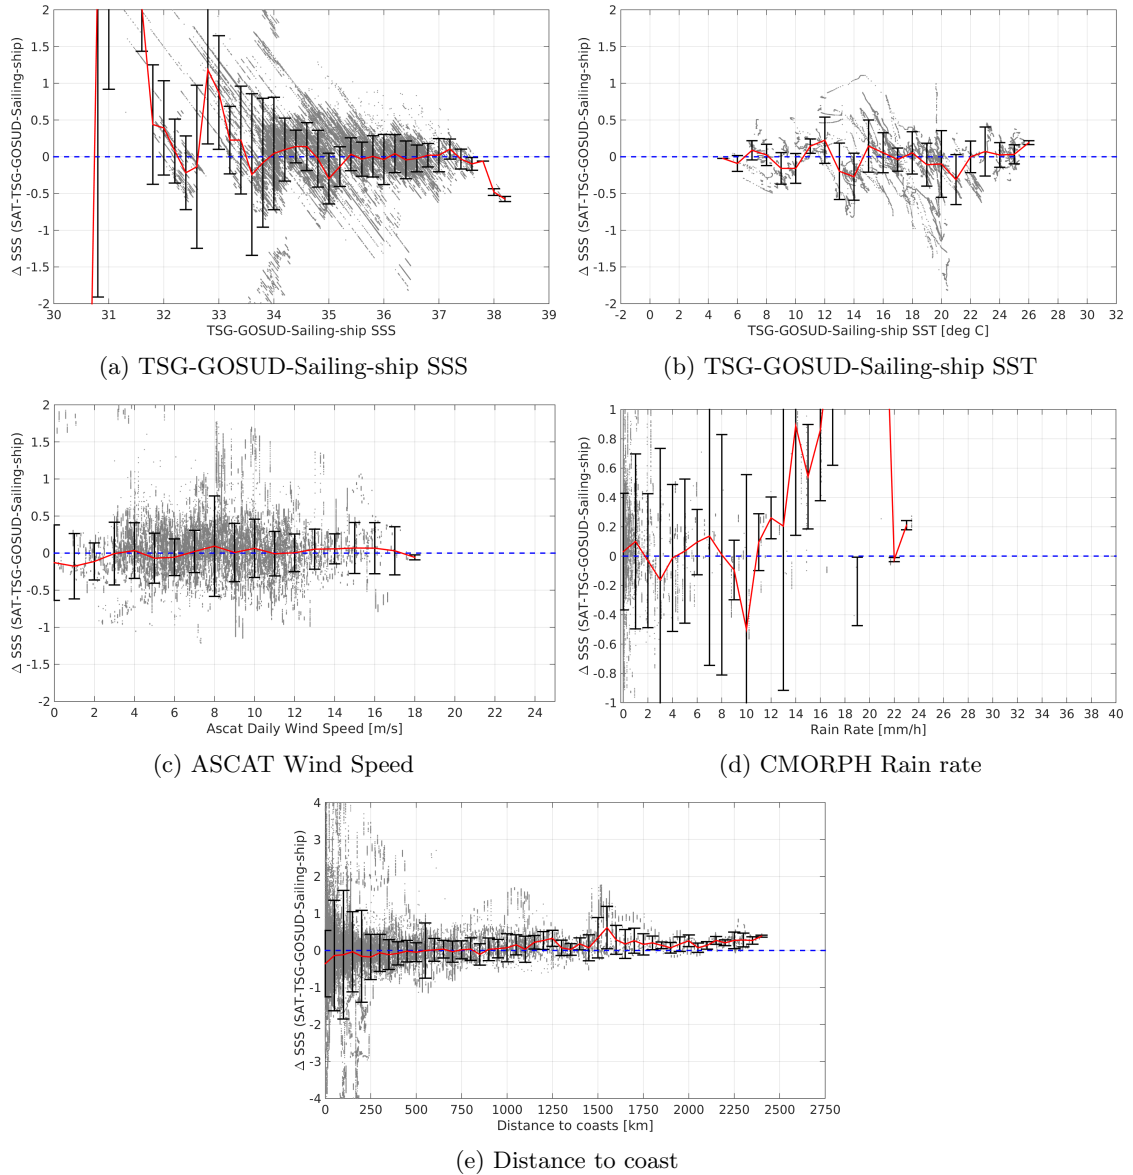 Δ SSS (SAT-TSG-GOSUD-Sailing-ship)
2
1.5
1
0.5
0
-0.5
-1
-1.5
-2
30 31 32 33 34 35 36 37 38 39
TSG-GOSUD-Sailing-ship SSS
(a) TSG-GOSUD-Sailing-ship SSS
Δ SSS (SAT-TSG-GOSUD-Sailing-ship)
2
1.5
1
0.5
0
-0.5
-1
-1.5
-2
-2 0 2 4 6 8 10 12 14 16 18 20 22 24 26 28 30 32
TSG-GOSUD-Sailing-ship SST [deg C]
(b) TSG-GOSUD-Sailing-ship SST
Δ SSS (SAT-TSG-GOSUD-Sailing-ship)
2
1.5
1
0.5
0
-0.5
-1
-1.5
-2
0 2 4 6 8 10 12 14 16 18 20 22 24
Ascat Daily Wind Speed [m/s]
(c) ASCAT Wind Speed
Δ SSS (SAT-TSG-GOSUD-Sailing-ship)
1
0.8
0.6
0.4
0.2
0
-0.2
-0.4
-0.6
-0.8
-1
0 2 4 6 8 10 12 14 16 18 20 22 24 26 28 30 32 34 36 38 40
Rain Rate [mm/h]
(d) CMORPH Rain rate
Δ SSS (SAT-TSG-GOSUD-Sailing-ship)
4
3
2
1
0
-1
-2
-3
-4
0 250 500 750 1000 1250 1500 1750 2000 2250 2500 2750
Distance to coasts [km]
(e) Distance to coast